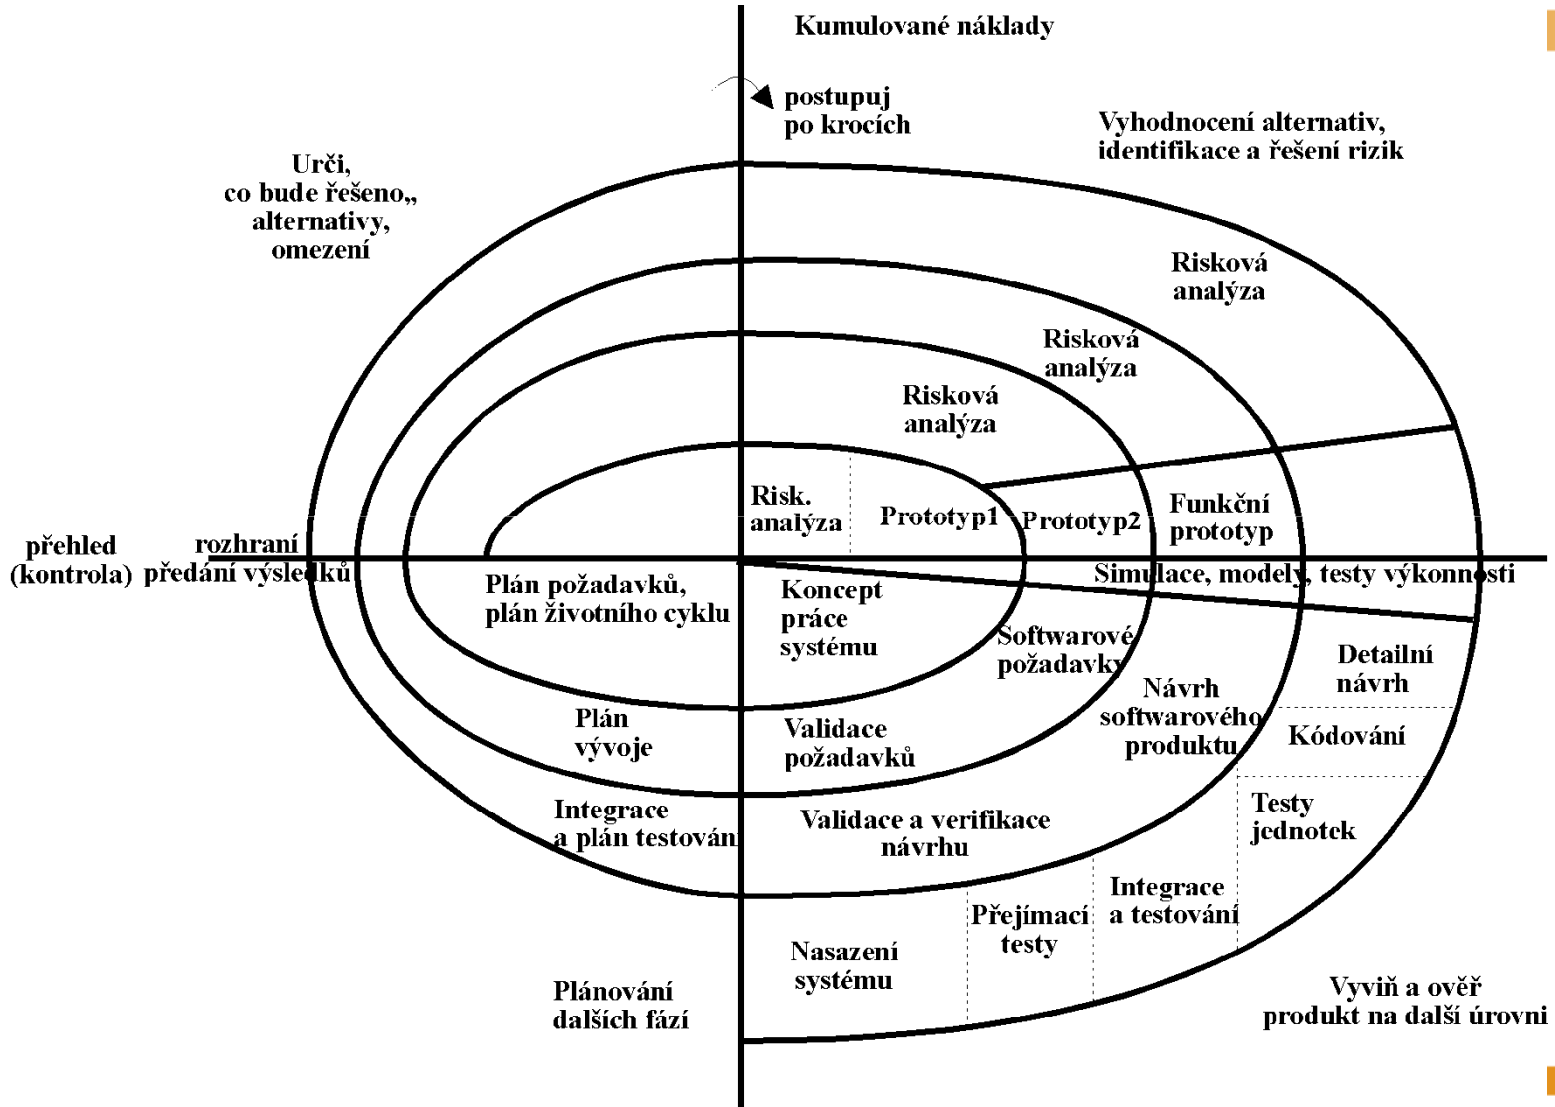 Kumulované náklady
postupuj
po krocích
Vyhodnocení alternativ,
identifikace a řešení rizik
Urči,
co bude řešeno,,
alternativy,
omezení
Risková
analýza
Risková
analýza
Risková
analýza
Risk.
analýza
Prototyp1
Prototyp2
Funkční
prototyp
přehled
(kontrola)
rozhraní
předání výsledků
Simulace, modely, testy výkonnosti
Plán požadavků,
plán životního cyklu
Koncept
práce
systému
Softwarové
požadavky
Detailní
návrh
Návrh
softwarového
produktu
Kódování
Plán
vývoje
Validace
požadavků
Integrace
a plán testování
Validace a verifikace
návrhu
Testy
jednotek
Integrace
a testování
Přejímací
testy
Nasazení
systému
Plánování
dalších fází
Vyviň a ověř
produkt na další úrovni